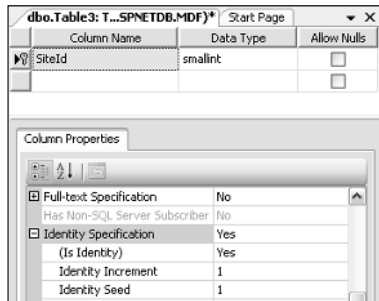 dbo.Table3: T...SPNETDB.MDF)* Start Page
Column Name Data Type Allow Nulls
SiteId smallint
Column Properties
Full-text Specification No
Has Non-SQL Server Subscriber No
Identity Specification Yes
(Is Identity) Yes
Identity Increment 1
Identity Seed 1